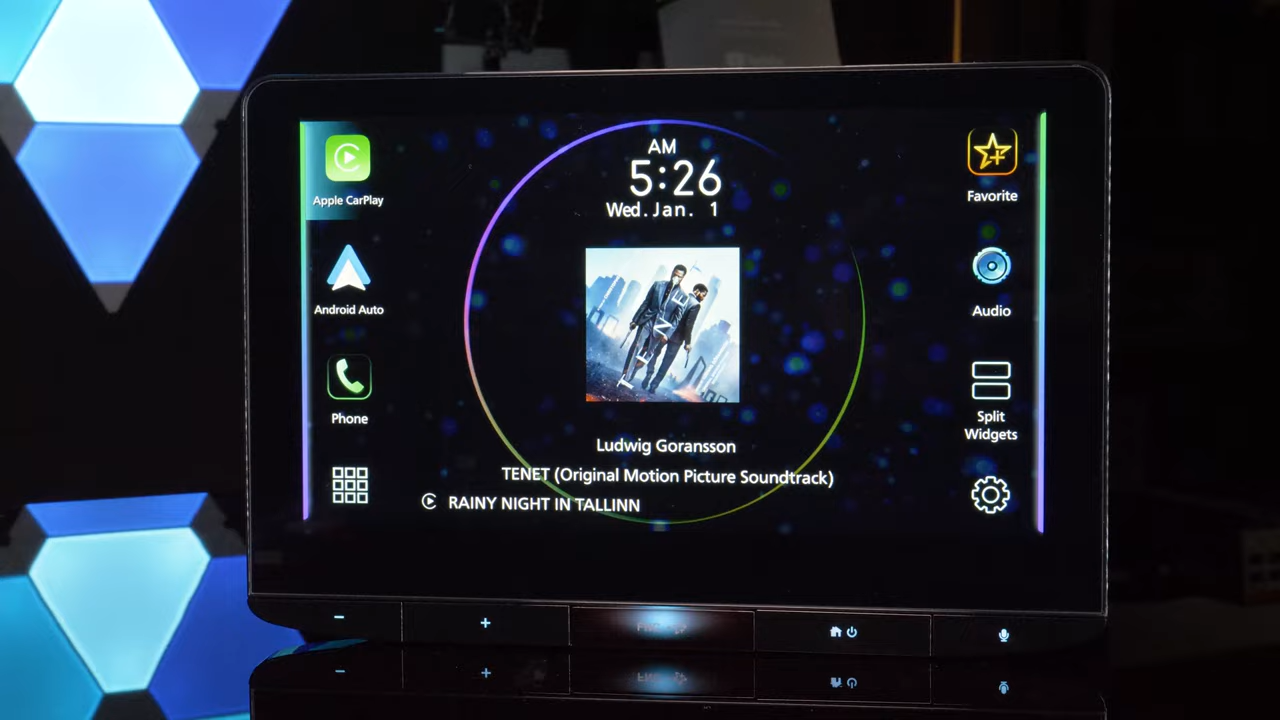 Apple CarPlay
Android Auto
Phone
AM
5:26
Wed. Jan. 1
TENET
Ludwig Goransson
TENET (Original Motion Picture Soundtrack)
RAINY NIGHT IN TALLINN
Favorite
Audio
Split
Widgets
− +